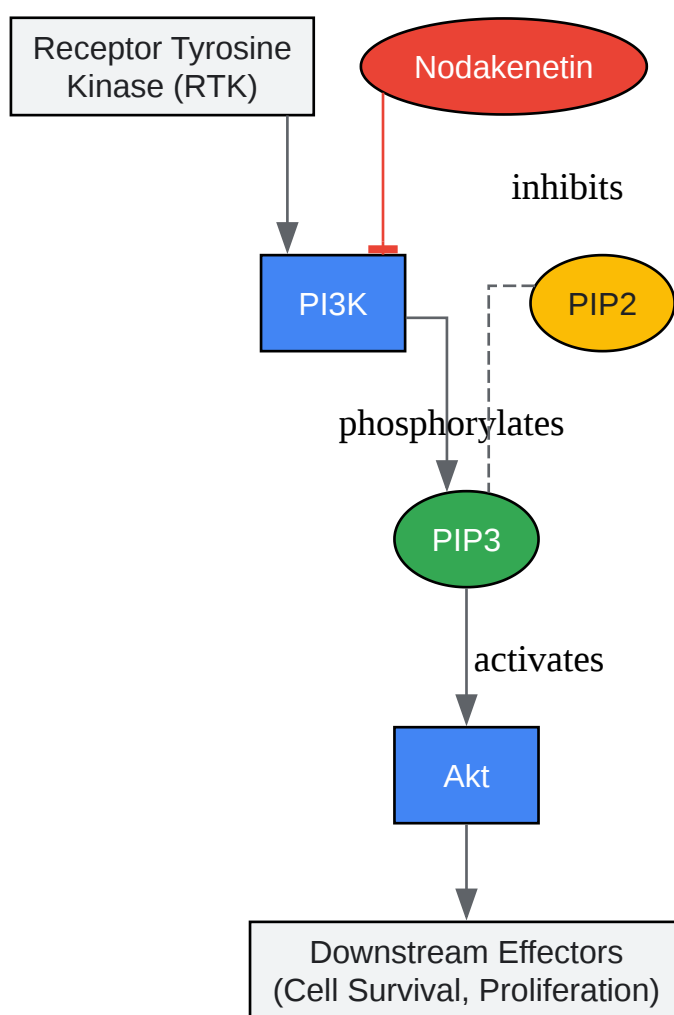 Receptor Tyrosine
Kinase (RTK)
Nodakenetin
inhibits
PI3K
PIP2
phosphorylates
PIP3
activates
Akt
Downstream Effectors
(Cell Survival, Proliferation)